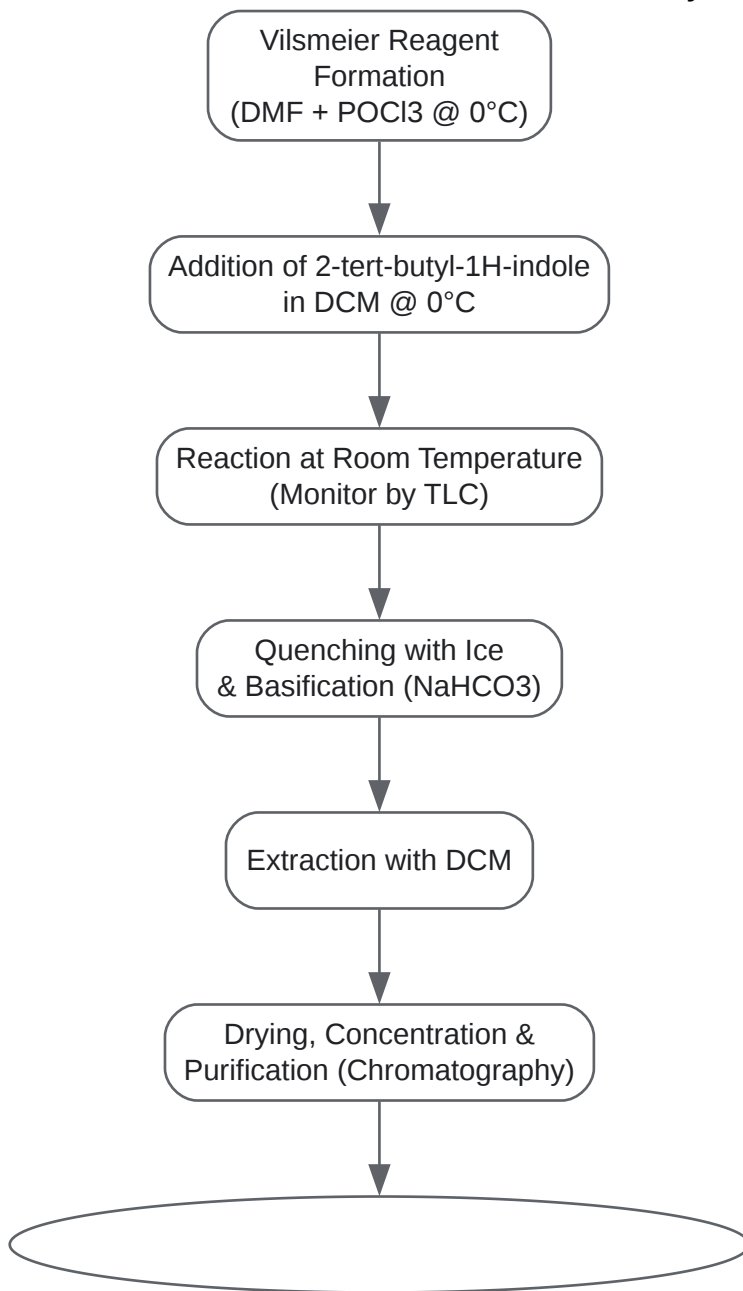 Vilsmeier Reagent
Formation
(DMF + POCl3 @ 0°C)
Addition of 2-tert-butyl-1H-indole
in DCM @ 0°C
Reaction at Room Temperature
(Monitor by TLC)
Quenching with Ice
& Basification (NaHCO3)
Extraction with DCM
Drying, Concentration &
Purification (Chromatography)